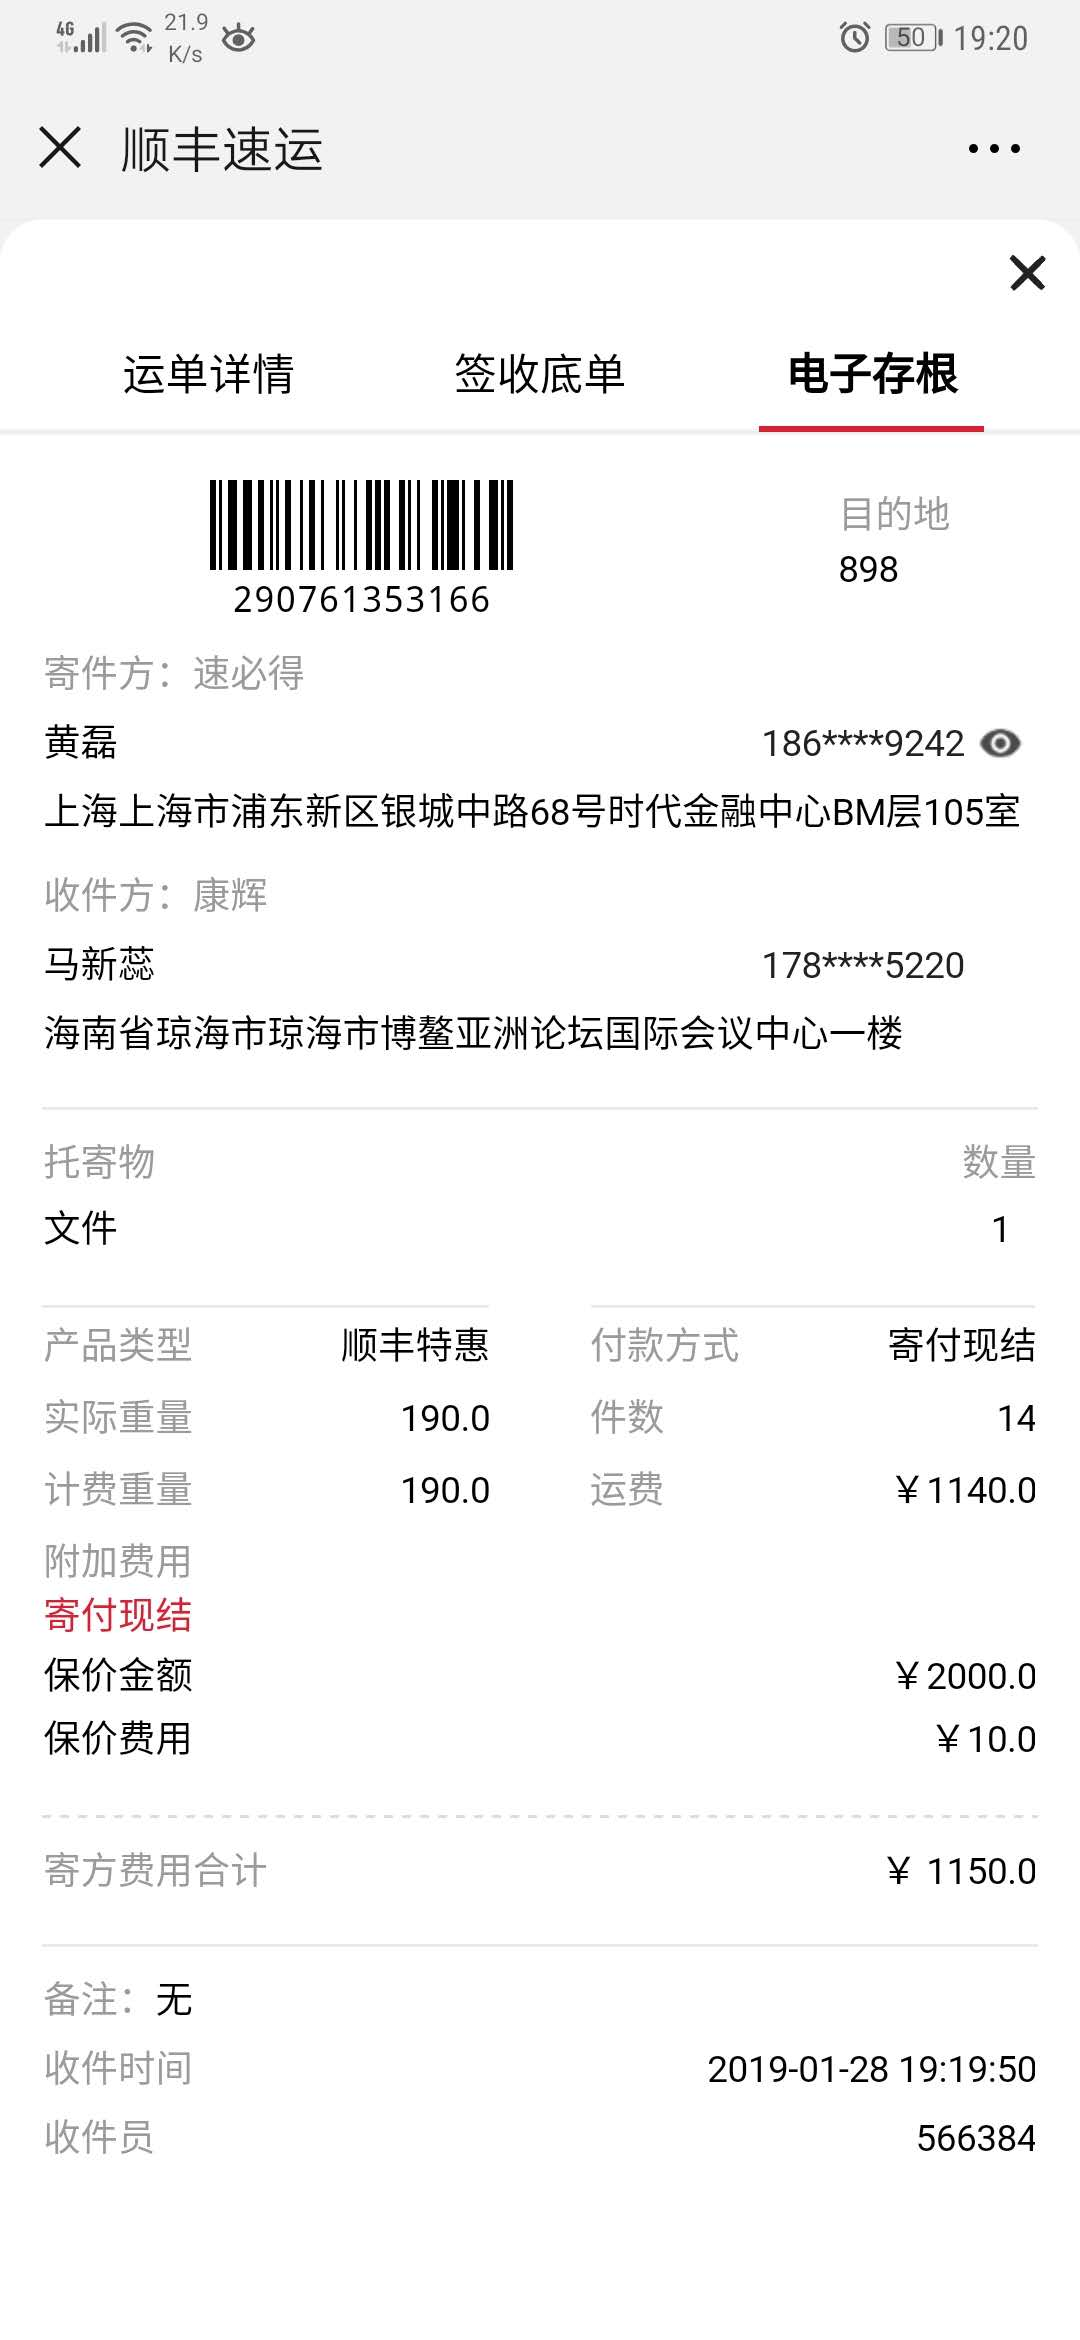 4G 21.9 K/s 50 19:20
顺丰速运
运单详情 签收底单 电子存根
目的地
898
290761353166
寄件方：速必得
黄磊 186****9242
上海上海市浦东新区银城中路68号时代金融中心BM层105室
收件方：康辉
马新蕊 178****5220
海南省琼海市琼海市博鳌亚洲论坛国际会议中心一楼
托寄物 数量
文件 1
产品类型 顺丰特惠 付款方式 寄付现结
实际重量 190.0 件数 14
计费重量 190.0 运费 ￥1140.0
附加费用
寄付现结
保价金额 ￥2000.0
保价费用 ￥10.0
寄方费用合计 ￥ 1150.0
备注：无
收件时间 2019-01-28 19:19:50
收件员 566384